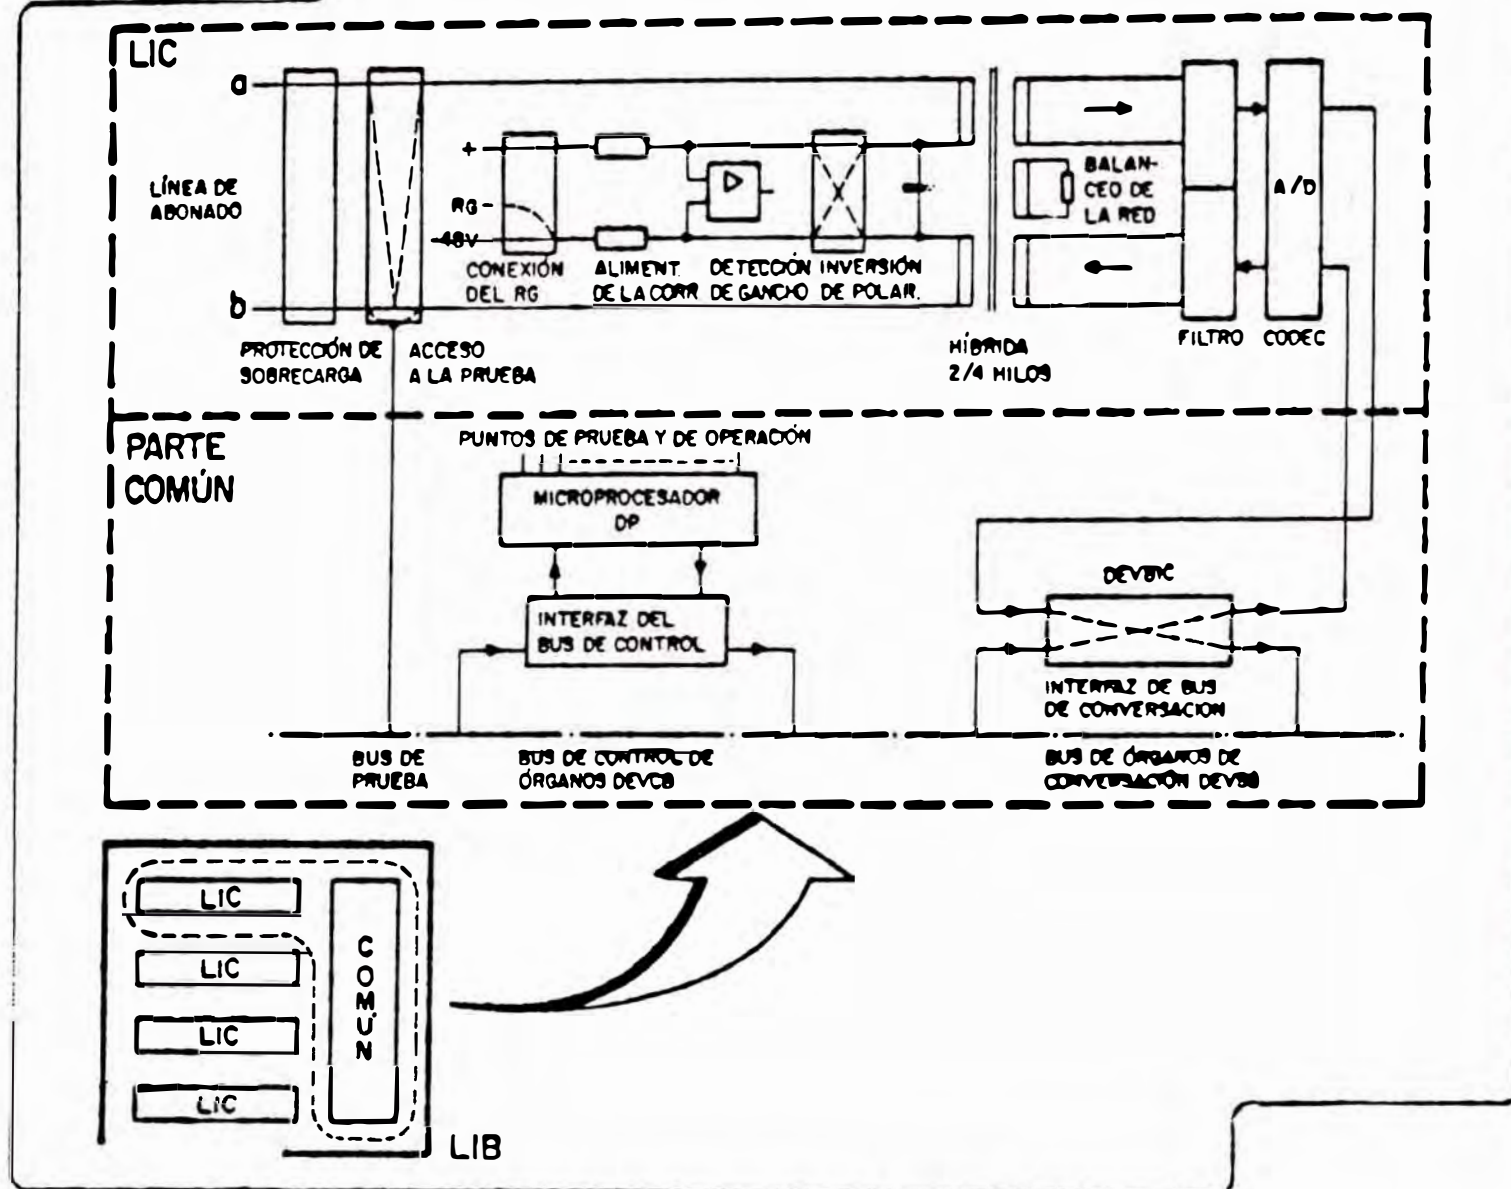 LIC
a
LÍNEA DE
ABONADO
b
+
RG-
-48V
CONEXIÓN
DEL RG
ALIMENT.
DE LA CORR.
DETECCIÓN
DE GANCHO
INVERSIÓN
DE POLAR.
BALAN-
CEO DE
LA RED
A/D
PROTECCIÓN DE
SOBRECARGA
ACCESO
A LA PRUEBA
HÍBRIDA
2/4 HILOS
FILTRO
CODEC
PARTE
COMÚN
PUNTOS DE PRUEBA Y DE OPERACIÓN
MICROPROCESADOR
DP
INTERFAZ DEL
BUS DE CONTROL
DEVBIC
INTERFAZ DE BUS
DE CONVERSACION
BUS DE
PRUEBA
BUS DE CONTROL DE
ÓRGANOS DEVCB
BUS DE ÓRGANOS DE
CONVERSACIÓN DEVSB
LIC
LIC
LIC
LIC
COMÚN
LIB